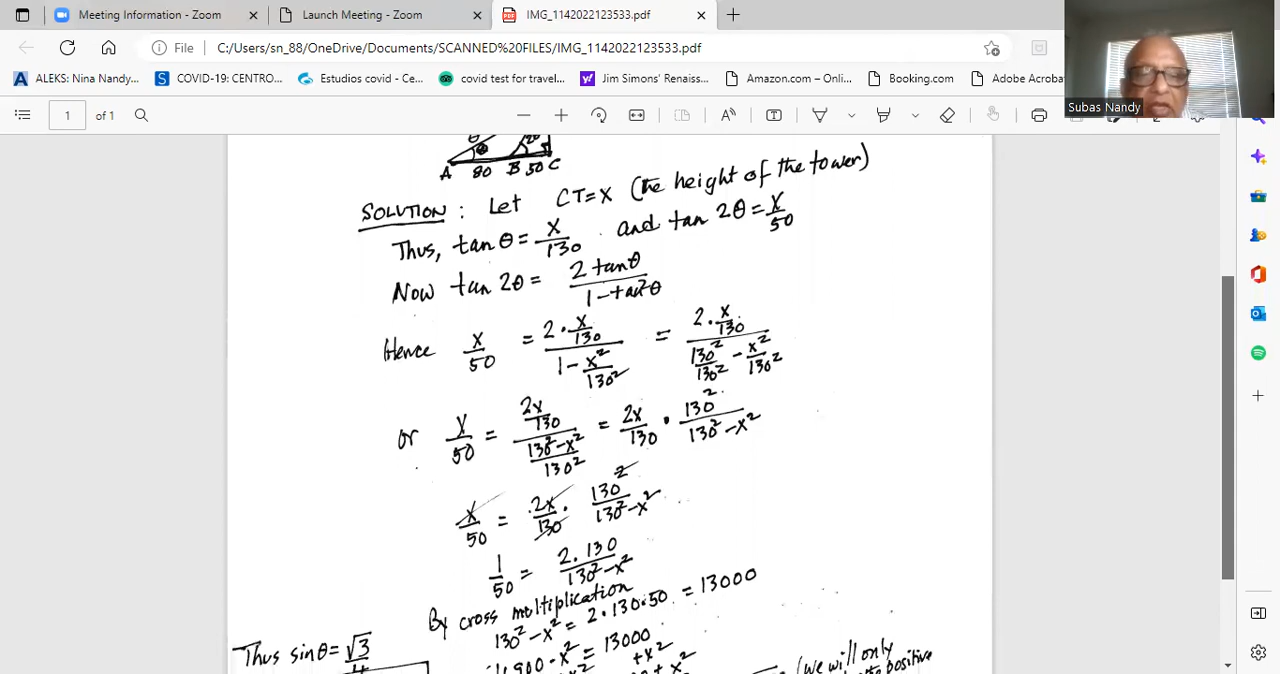 Meeting Information - Zoom
Launch Meeting - Zoom
IMG_1142022123533.pdf
File
C:/Users/sn_88/OneDrive/Documents/SCANNED%20FILES/IMG_1142022123533.pdf
ALEKS: Nina Nandy...
COVID-19: CENTRO...
Estudios covid - Ce...
covid test for travel...
Jim Simons' Renaiss...
Amazon.com – Onli...
Booking.com
Adobe Acroba
Subas Nandy
1 of 1
A 80 B 50 C
SOLUTION: Let CT=X (the height of the tower)
Thus, tan θ = X/130 and tan 2θ = X/50
Now tan 2θ = 2 tanθ / 1-tan²θ
Hence X/50 = 2·X/130 / 1-X²/130² = 2·X/130 / 130²/130² - X²/130²
Or X/50 = 2X/130 / 130²-X²/130² = 2X/130 · 130²/130²-X²
X/50 = 2X/130 · 130²/130²-X²
1/50 = 2.130/130²-X²
By cross multiplication
130²-X² = 2.130.50 = 13000
Thus sinθ = √3/4
-X² = 13000
+X²
(We will only
positive